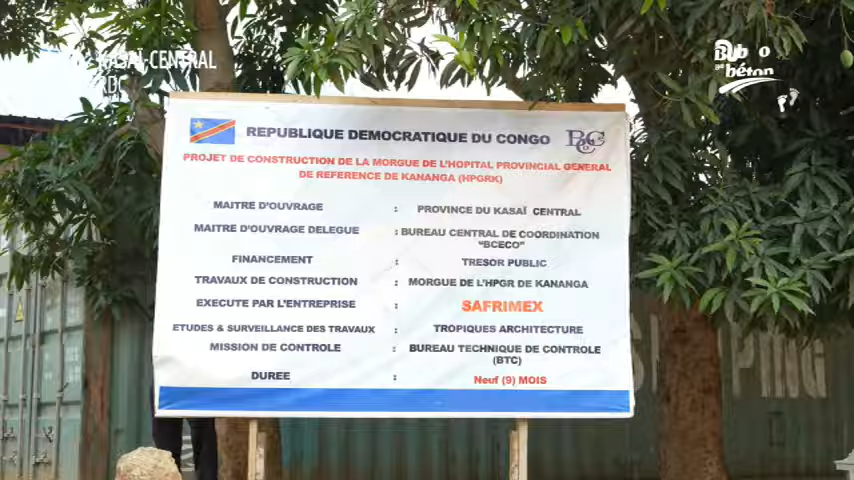 KASAÏ CENTRAL
RDC
Bub o
béton
REPUBLIQUE DEMOCRATIQUE DU CONGO
BCeCo
PROJET DE CONSTRUCTION DE LA MORGUE DE L'HOPITAL PROVINCIAL GENERAL
DE REFERENCE DE KANANGA (HPGRK)
MAITRE D'OUVRAGE : PROVINCE DU KASAÏ CENTRAL
MAITRE D'OUVRAGE DELEGUE : BUREAU CENTRAL DE COORDINATION
"BCECO"
FINANCEMENT : TRESOR PUBLIC
TRAVAUX DE CONSTRUCTION : MORGUE DE L'HPGR DE KANANGA
EXECUTE PAR L'ENTREPRISE : SAFRIMEX
ETUDES & SURVEILLANCE DES TRAVAUX : TROPIQUES ARCHITECTURE
MISSION DE CONTROLE : BUREAU TECHNIQUE DE CONTROLE
(BTC)
DUREE : Neuf (9) MOIS